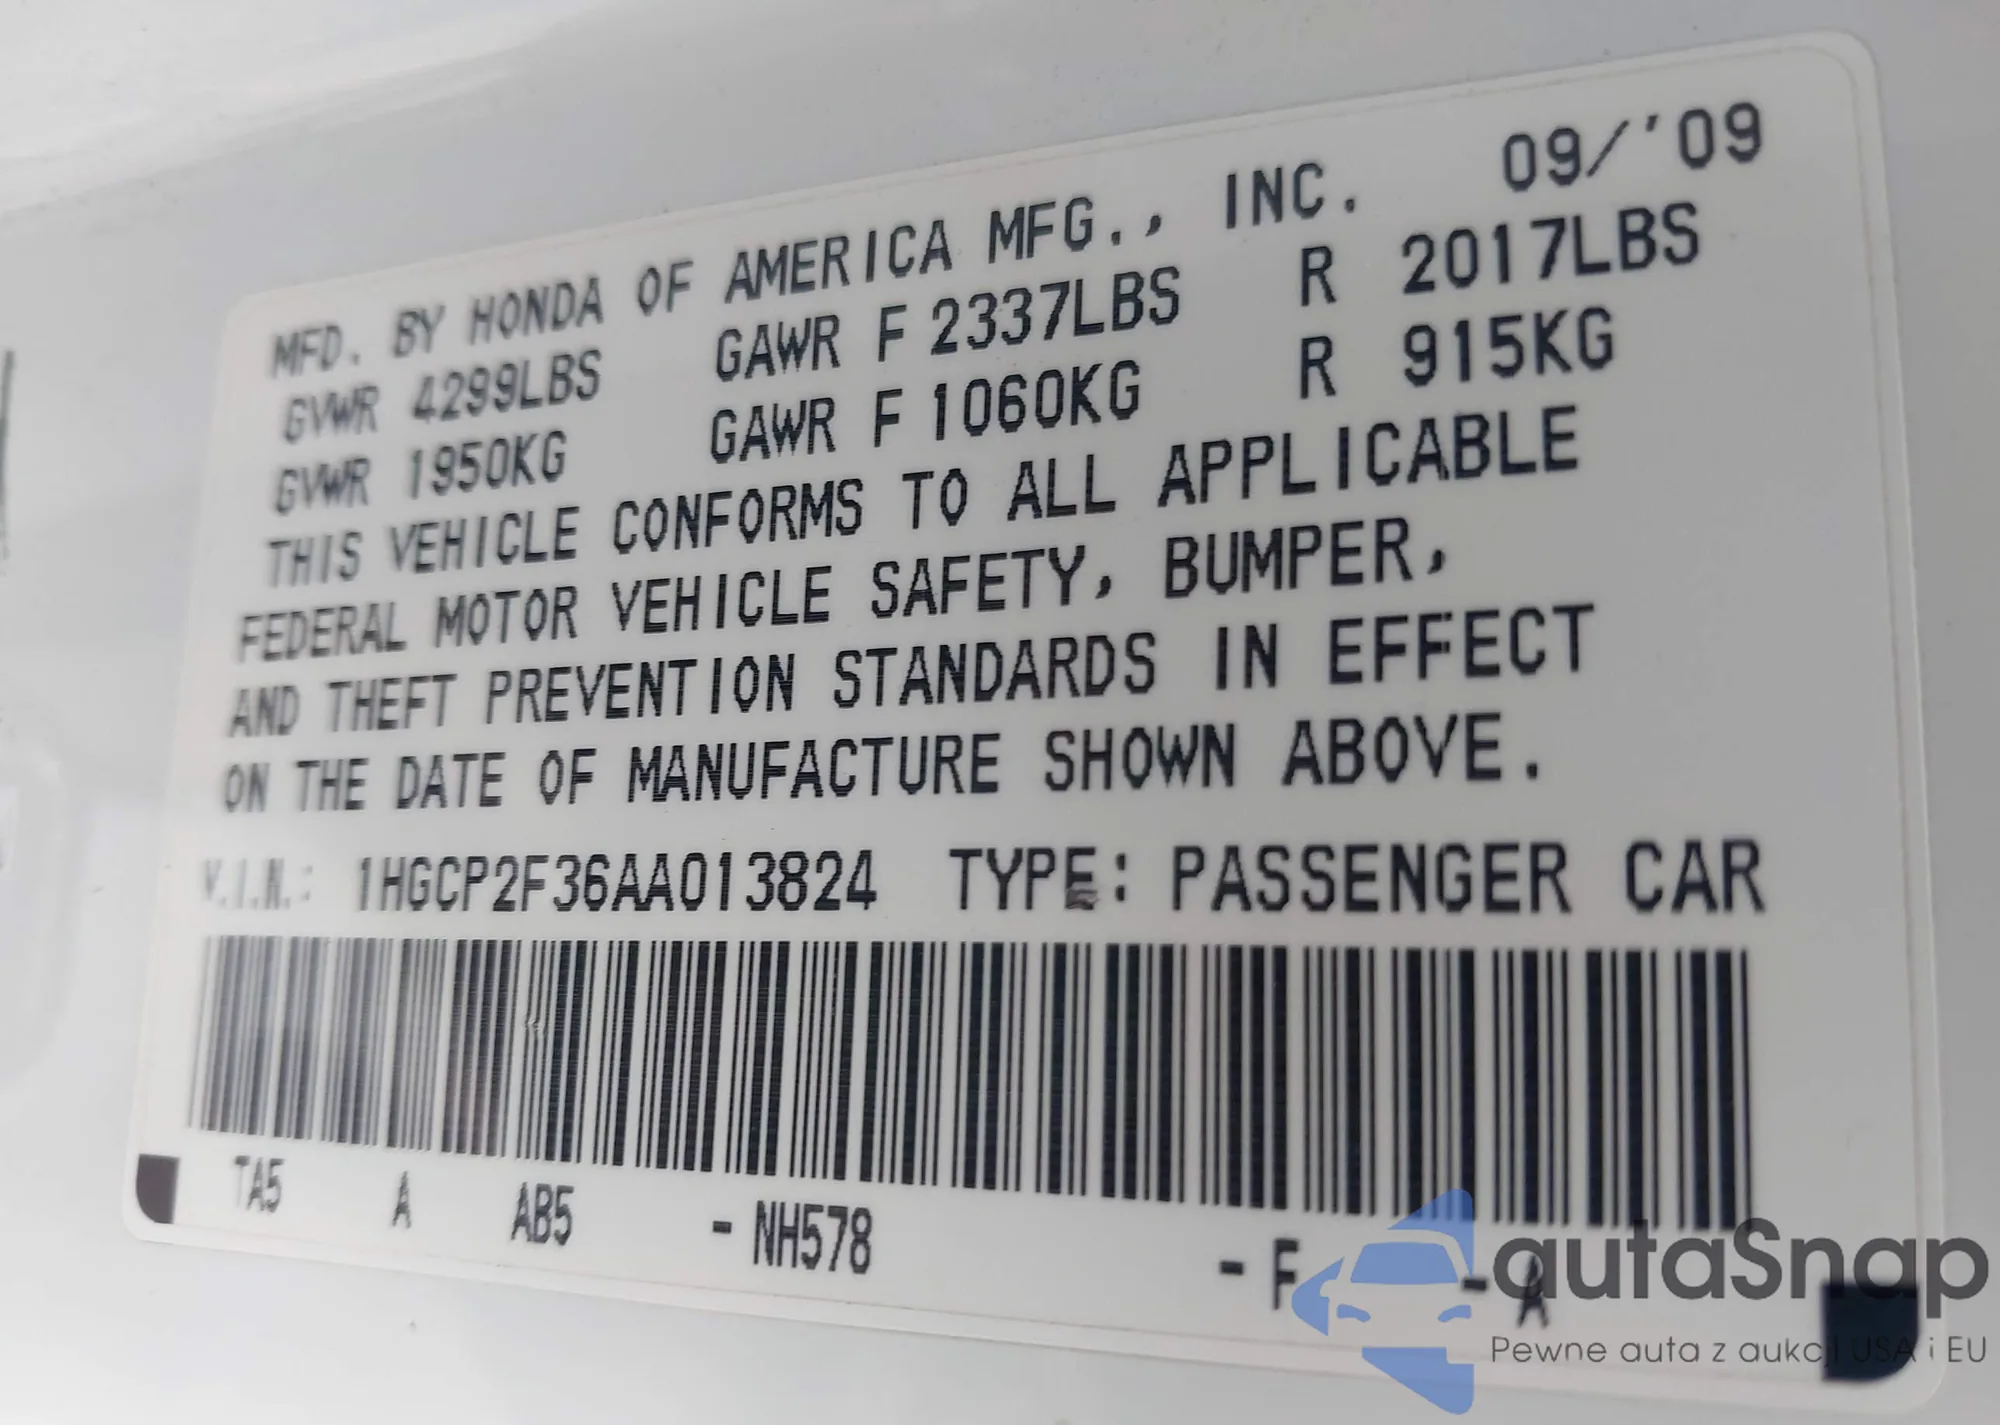 MFD. BY HONDA OF AMERICA MFG., INC. 09/'09
GVWR 4299LBS GAWR F 2337LBS R 2017LBS
GVWR 1950KG GAWR F 1060KG R 915KG
THIS VEHICLE CONFORMS TO ALL APPLICABLE
FEDERAL MOTOR VEHICLE SAFETY, BUMPER,
AND THEFT PREVENTION STANDARDS IN EFFECT
ON THE DATE OF MANUFACTURE SHOWN ABOVE.
V.I.N.: 1HGCP2F36AA013824 TYPE: PASSENGER CAR
TA5 A AB5 - NH578 - F - A
autaSnap
Pewne auta z aukcji USA i EU